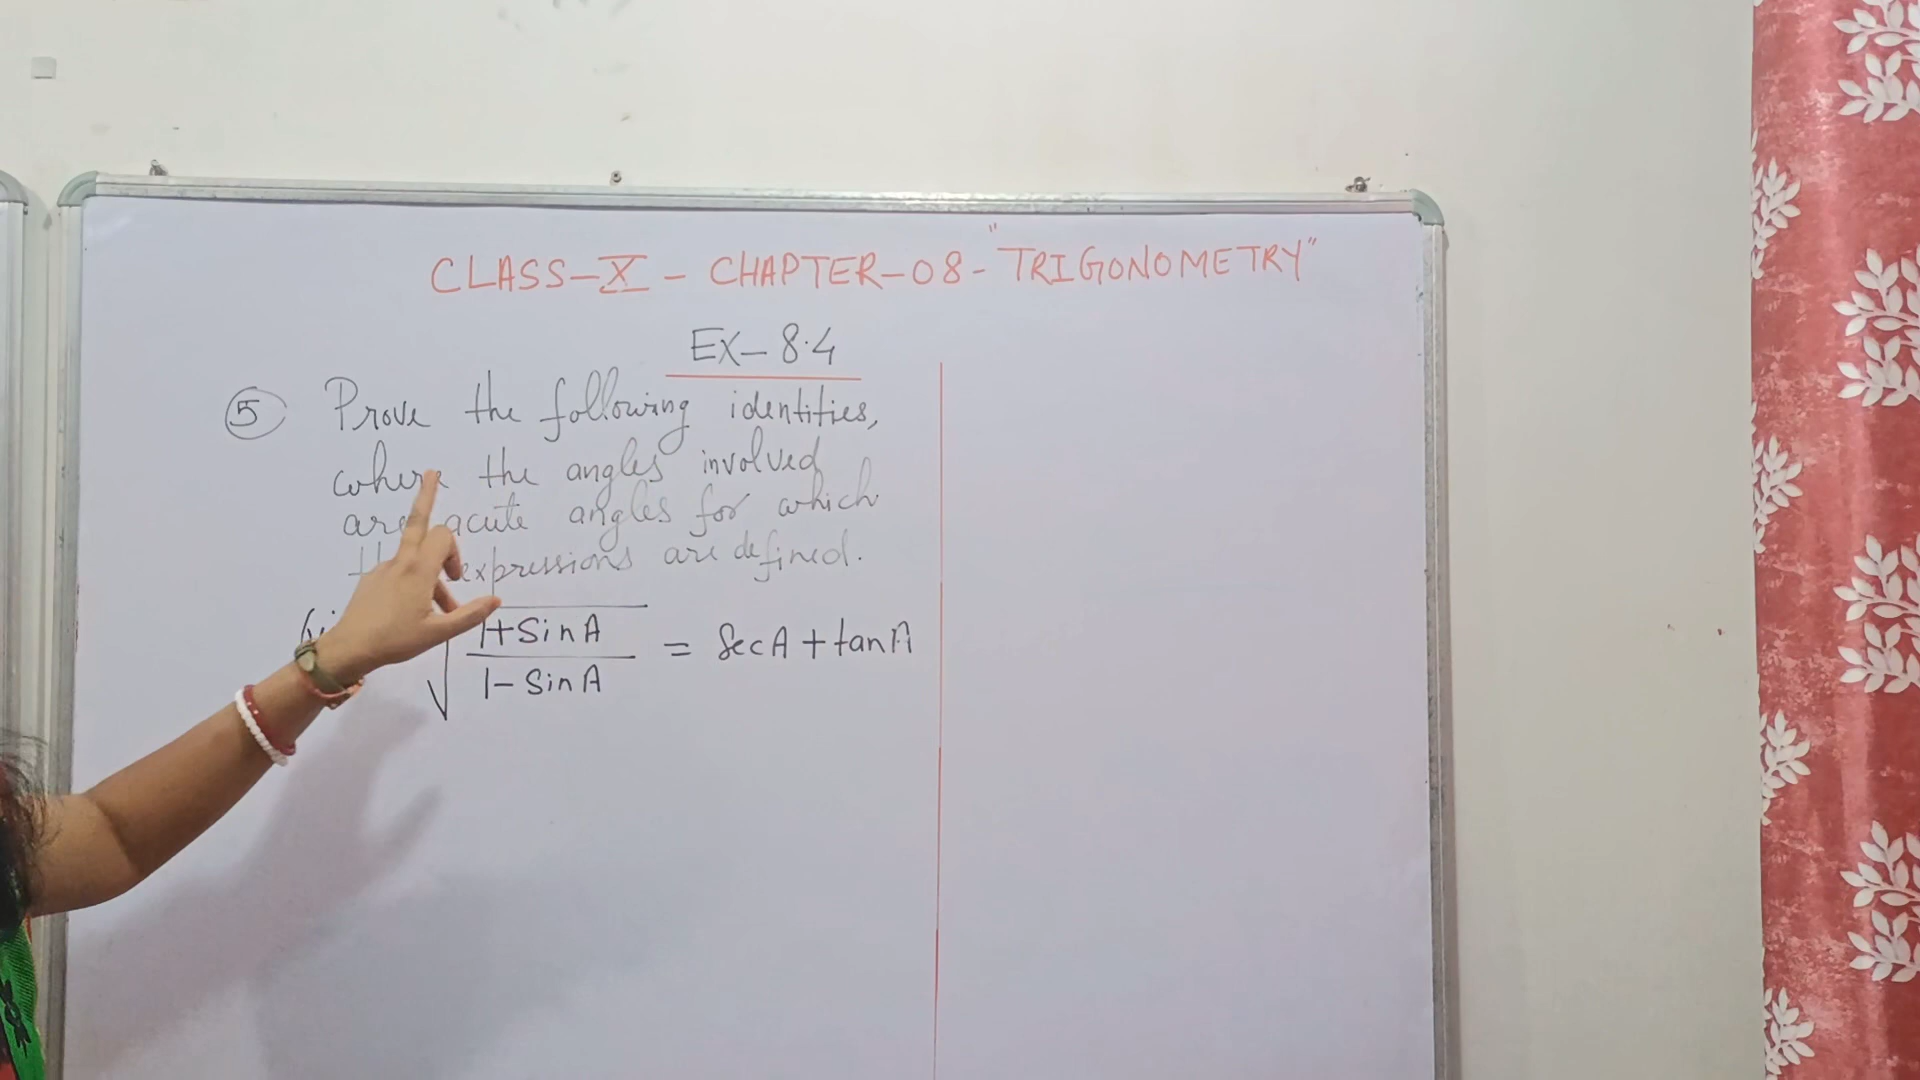 CLASS-X - CHAPTER-08-"TRIGONOMETRY"
EX-8.4
5 Prove the following identities,
where the angles involved
are acute angles for which
expressions are defined.
√(1+SinA / 1-SinA) = SecA + tanA